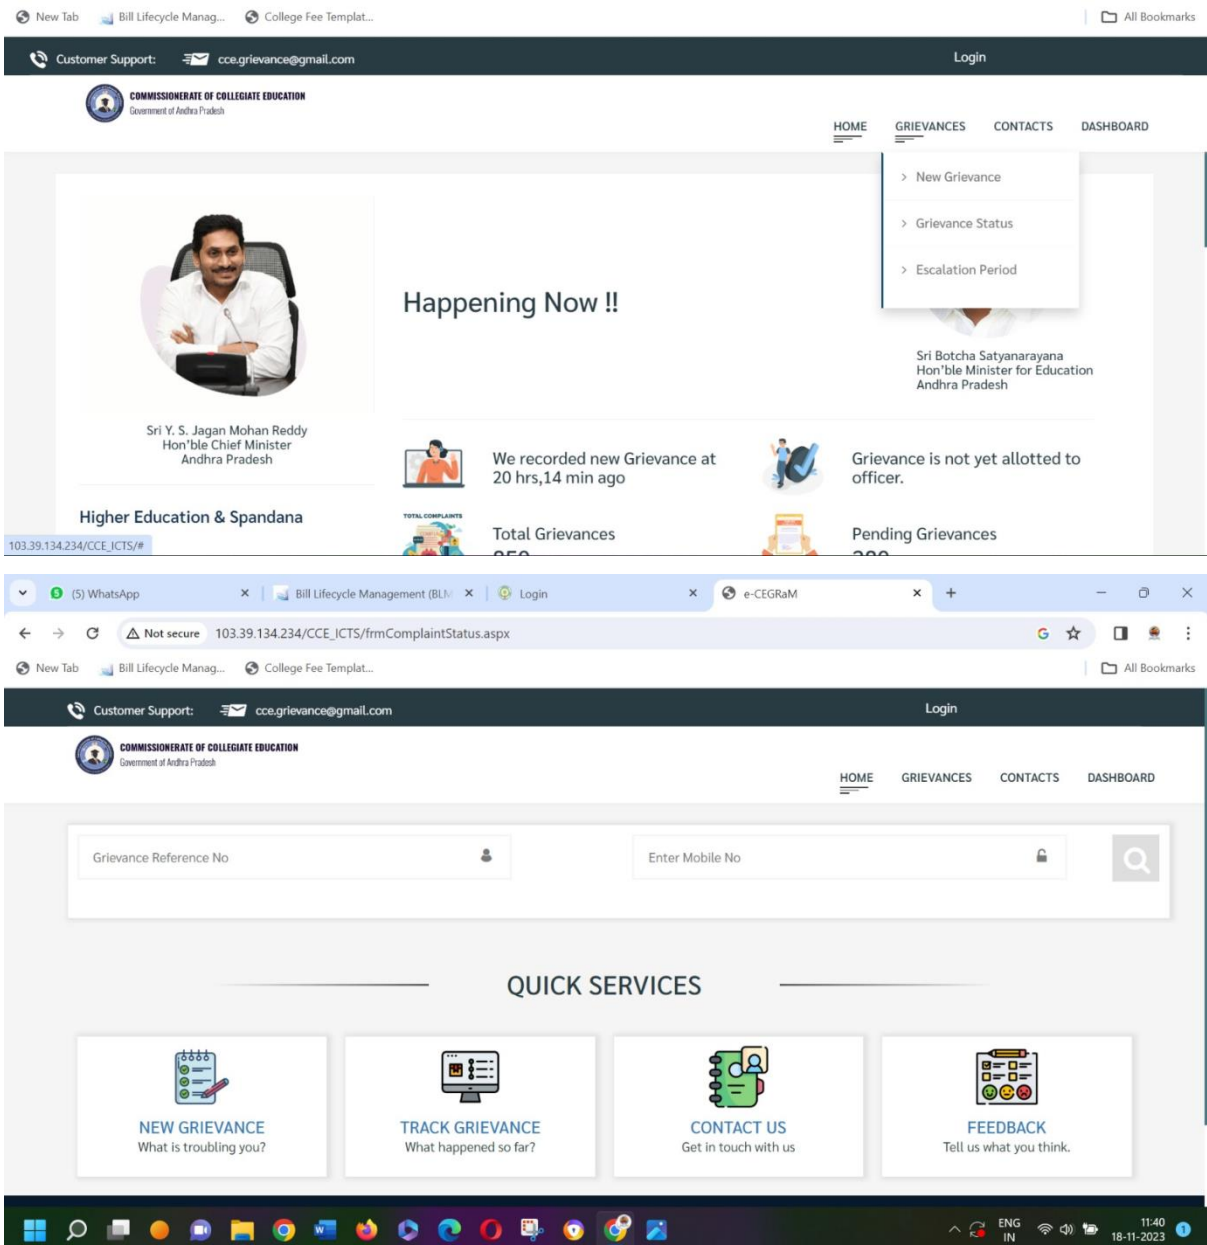 New Tab Bill Lifecycle Manag... College Fee Templat... All Bookmarks
Customer Support: cce.grievance@gmail.com Login
COMMISSIONERATE OF COLLEGIATE EDUCATION
Government of Andhra Pradesh
HOME GRIEVANCES CONTACTS DASHBOARD
> New Grievance
> Grievance Status
> Escalation Period
Happening Now !!
Sri Botcha Satyanarayana
Hon'ble Minister for Education
Andhra Pradesh
Sri Y. S. Jagan Mohan Reddy
Hon'ble Chief Minister
Andhra Pradesh
We recorded new Grievance at
20 hrs,14 min ago
Grievance is not yet allotted to
officer.
Higher Education & Spandana
TOTAL COMPLAINTS
Total Grievances
Pending Grievances
103.39.134.234/CCE_ICTS/#
(5) WhatsApp Bill Lifecycle Management (BLM Login e-CEGRaM
Not secure 103.39.134.234/CCE_ICTS/frmComplaintStatus.aspx
New Tab Bill Lifecycle Manag... College Fee Templat... All Bookmarks
Customer Support: cce.grievance@gmail.com Login
COMMISSIONERATE OF COLLEGIATE EDUCATION
Government of Andhra Pradesh
HOME GRIEVANCES CONTACTS DASHBOARD
Grievance Reference No Enter Mobile No
QUICK SERVICES
NEW GRIEVANCE
What is troubling you?
TRACK GRIEVANCE
What happened so far?
CONTACT US
Get in touch with us
FEEDBACK
Tell us what you think.
ENG
IN
11:40
18-11-2023
1